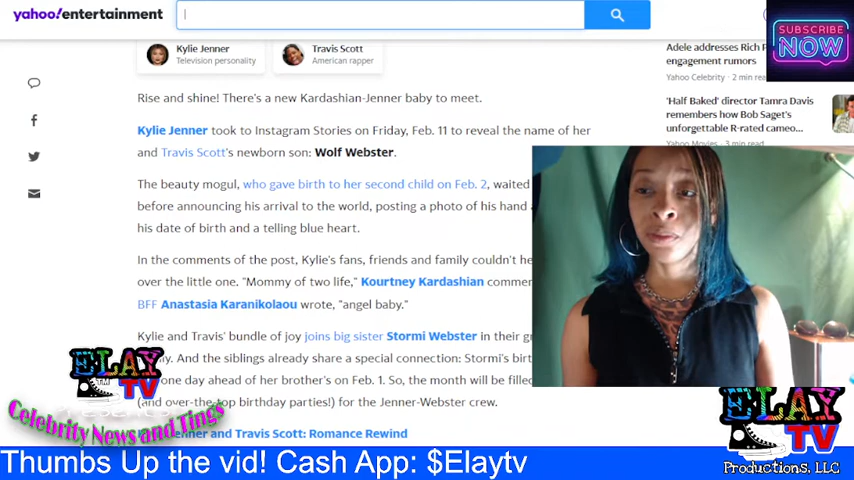 yahoo!entertainment
SUBSCRIBE
NOW
Kylie Jenner
Television personality
Travis Scott
American rapper
Adele addresses Rich
engagement rumors
Yahoo Celebrity · 2 min
'Half Baked' director Tamra Davis
remembers how Bob Saget's
unforgettable R-rated cameo...
Yahoo Movies · 3 min read
Rise and shine! There's a new Kardashian-Jenner baby to meet.
Kylie Jenner took to Instagram Stories on Friday, Feb. 11 to reveal the name of her
and Travis Scott's newborn son: Wolf Webster.
The beauty mogul, who gave birth to her second child on Feb. 2, waited
before announcing his arrival to the world, posting a photo of his hand
his date of birth and a telling blue heart.
In the comments of the post, Kylie's fans, friends and family couldn't
over the little one. "Mommy of two life," Kourtney Kardashian
BFF Anastasia Karanikolaou wrote, "angel baby."
Kylie and Travis' bundle of joy joins big sister Stormi Webster in their
And the siblings already share a special connection: Stormi's
one day ahead of her brother's on Feb. 1. So, the month will be filled
(and over-the-top birthday parties!) for the Jenner-Webster crew.
Jenner and Travis Scott: Romance Rewind
ELAY
TV
Celebrity News and Tings
ELAY
TV
Productions, LLC
Thumbs Up the vid! Cash App: $Elaytv